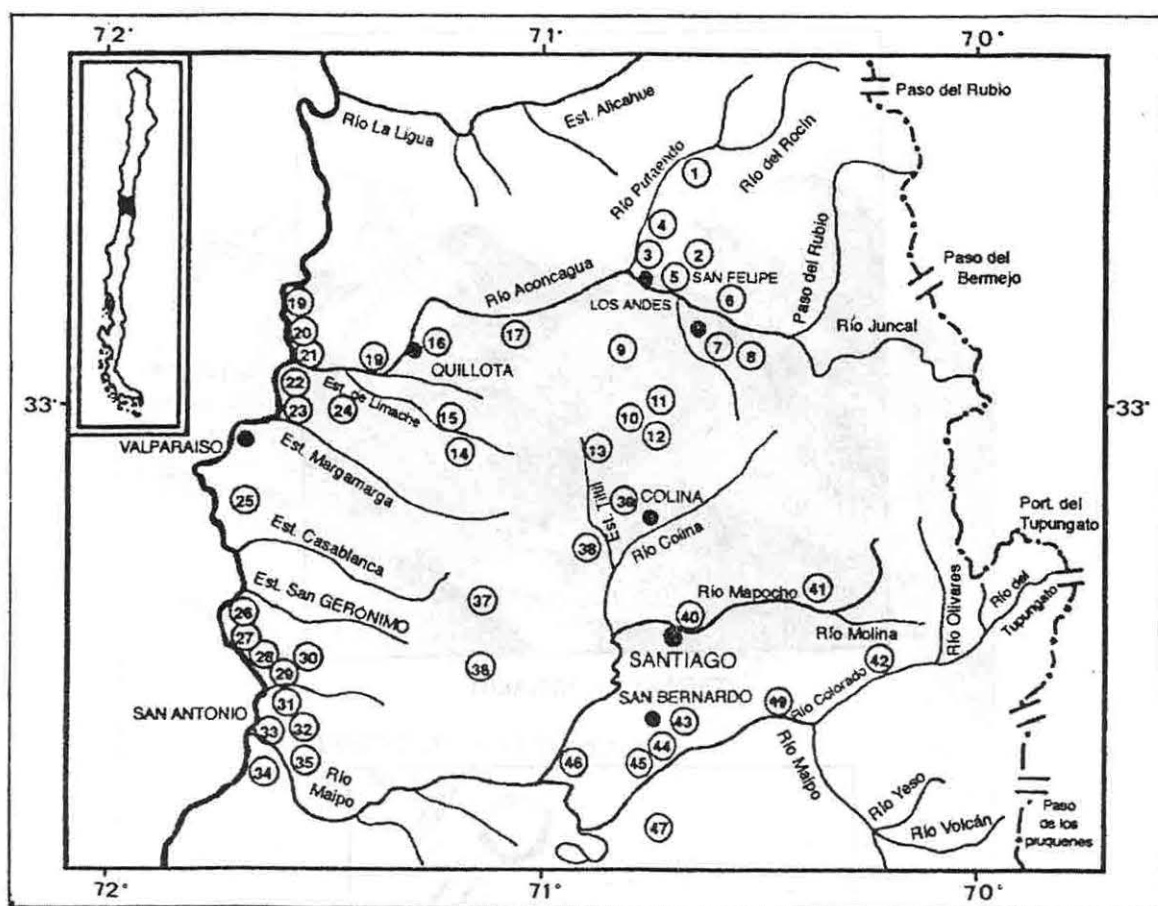 72° 71° 70°
Paso del Rubio
Río La Ligua
Est. Alicahue
Río Putaendo
Río del Rocín
1
4
3
2
5
SAN FELIPE
6
Paso del Rubio
Paso del
Bermejo
Río Aconcagua
LOS ANDES
Río Juncal
19
20
21
19
16
17
9
7
8
QUILLOTA
33° 33°
22
23
Est. de Limache
24
15
14
11
10
12
13
VALPARAISO
Est. Margamarga
25
Est. Tiltil
39
COLINA
38
Río Colina
Port. del
Tupungato
Est. Casablanca
Est. San GERÓNIMO
37
Río Mapocho
41
40
Río Olivares
Río del
Tupungato
26
27
28
29
30
36
SANTIAGO
Río Molina
42
SAN BERNARDO
Río Colorado
SAN ANTONIO
31
32
33
34
35
Río
Maipo
43
44
45
46
47
Río
Maipo
Río Yeso
Río Volcán
Paso
de los
piuquenes
72° 71° 70°